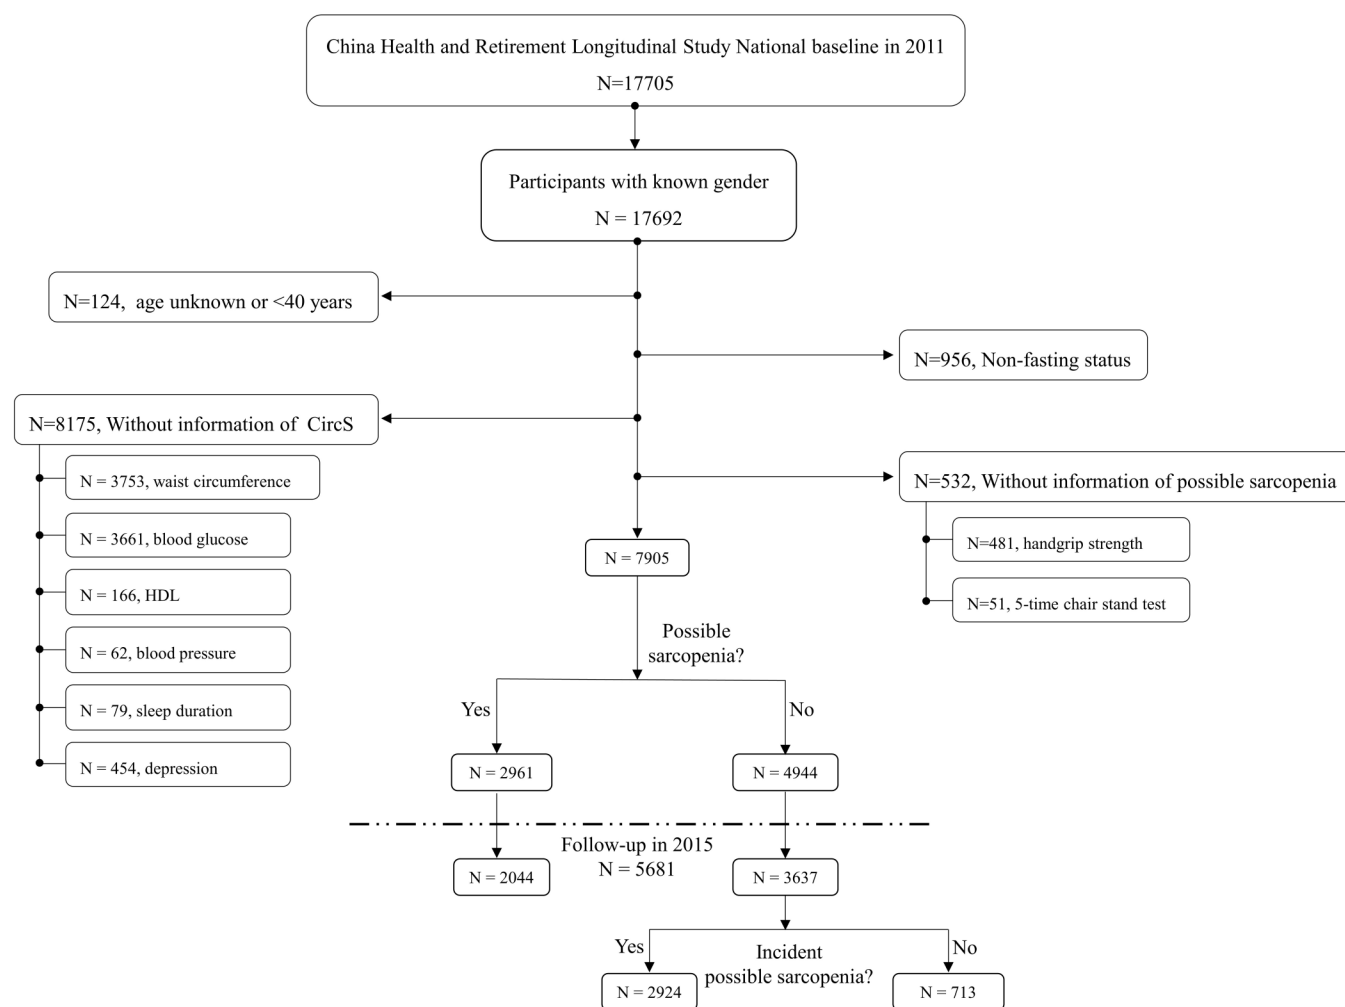 China Health and Retirement Longitudinal Study National baseline in 2011
N=17705
Participants with known gender
N = 17692
N=124, age unknown or <40 years
N=956, Non-fasting status
N=8175, Without information of CircS
N = 3753, waist circumference
N = 3661, blood glucose
N = 166, HDL
N = 62, blood pressure
N = 79, sleep duration
N = 454, depression
N=532, Without information of possible sarcopenia
N=481, handgrip strength
N=51, 5-time chair stand test
N = 7905
Possible
sarcopenia?
Yes
No
N = 2961
N = 4944
Follow-up in 2015
N = 5681
N = 2044
N = 3637
Yes
No
Incident
possible sarcopenia?
N = 2924
N = 713